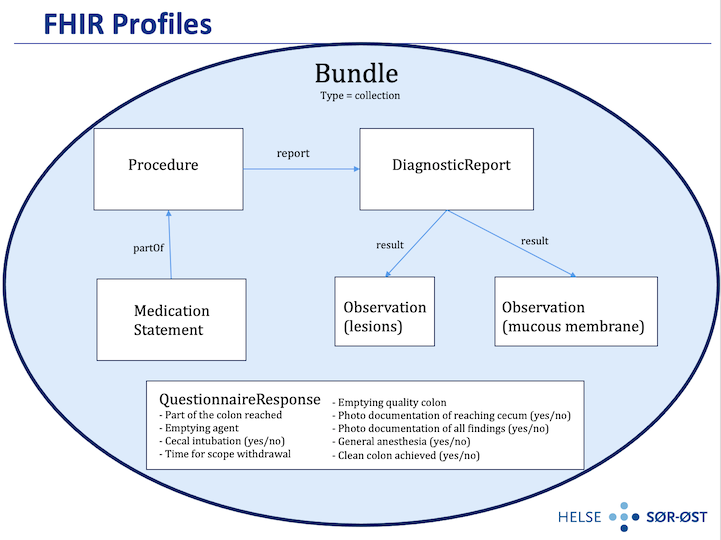 FHIR Profiles
Bundle
Type = collection
Procedure
report
DiagnosticReport
partOf
result
result
Medication
Statement
Observation
(lesions)
Observation
(mucous membrane)
QuestionnaireResponse
- Part of the colon reached
- Emptying agent
- Cecal intubation (yes/no)
- Time for scope withdrawal
- Emptying quality colon
- Photo documentation of reaching cecum (yes/no)
- Photo documentation of all findings (yes/no)
- General anesthesia (yes/no)
- Clean colon achieved (yes/no)
HELSE SØR-ØST